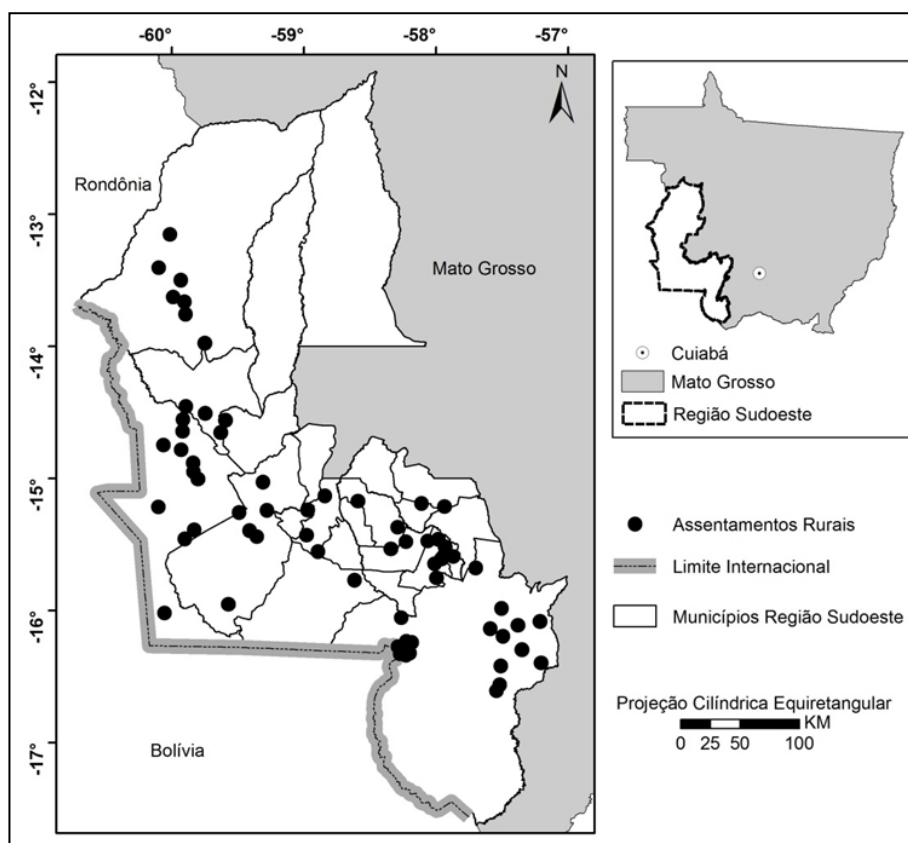 -60° -59° -58° -57°
N
-12°
Rondônia
-13°
Mato Grosso
-14°
-15°
-16°
Bolívia
-17°
Cuiabá
Mato Grosso
Região Sudoeste
Assentamentos Rurais
Limite Internacional
Municípios Região Sudoeste
Projeção Cilíndrica Equiretangular
KM
0 25 50 100